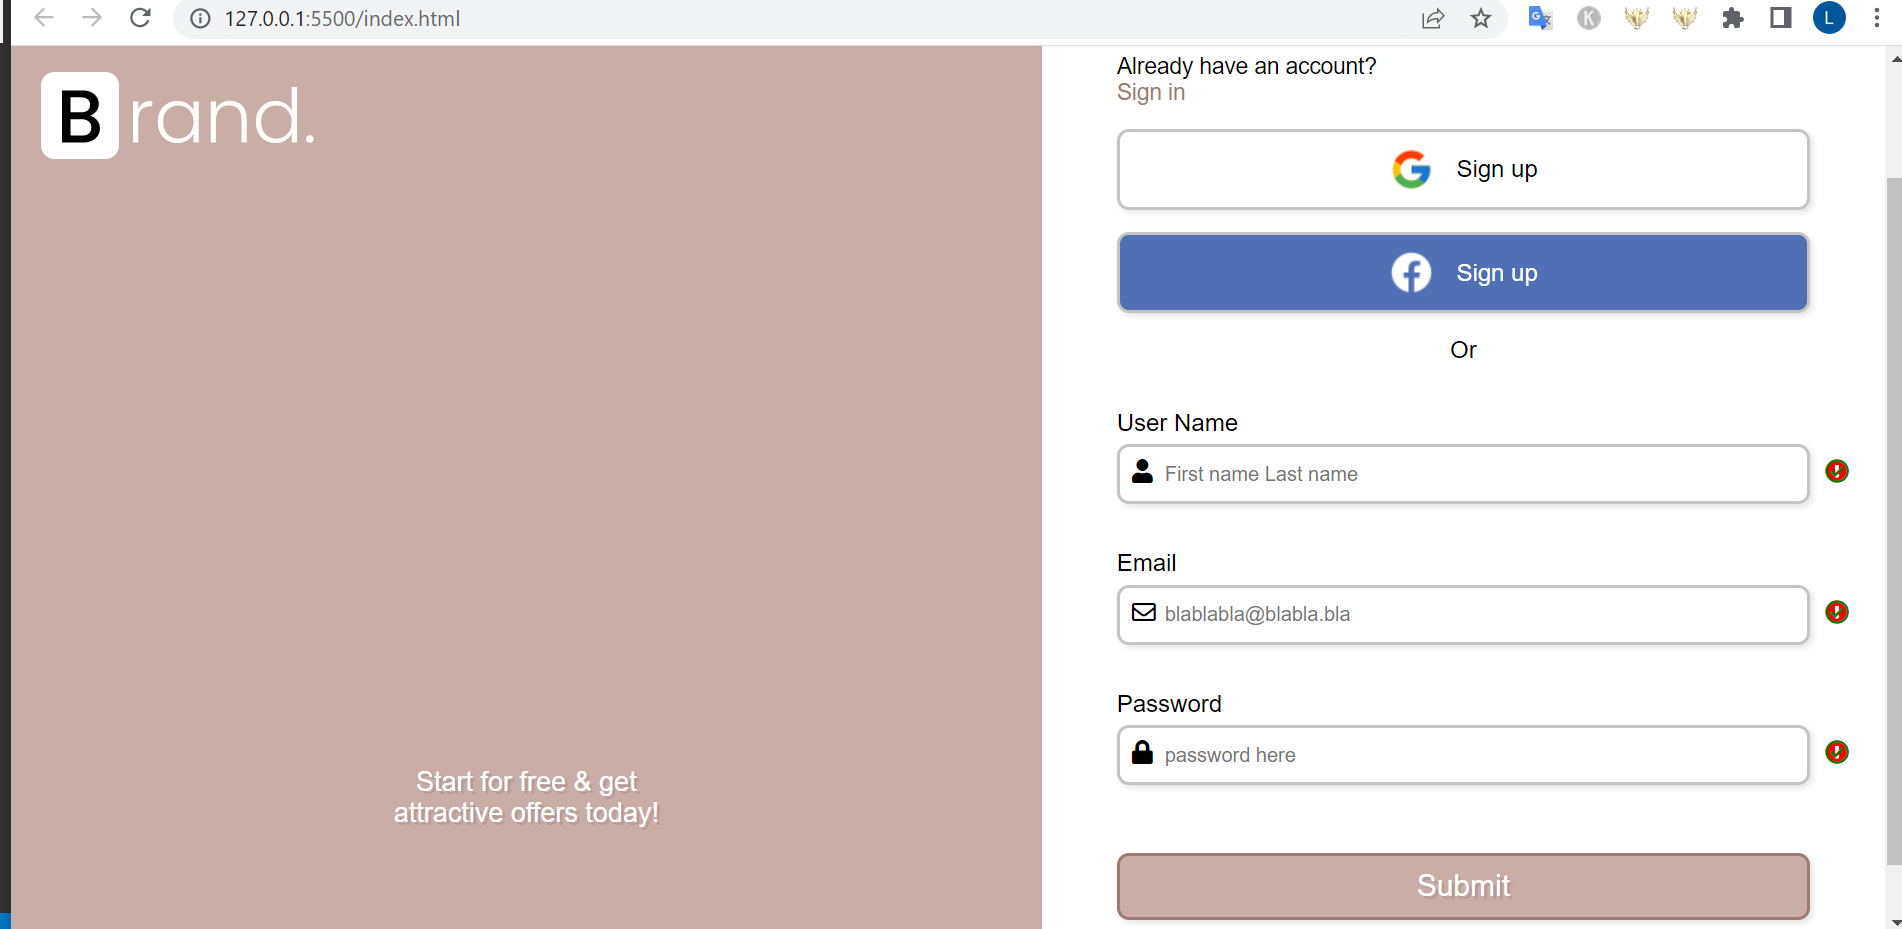 127.0.0.1:5500/index.html
K
L
Brand.
Already have an account?
Sign in
Sign up
Sign up
Or
User Name
First name Last name
Email
blablabla@blabla.bla
Password
password here
Submit
Start for free & get
attractive offers today!